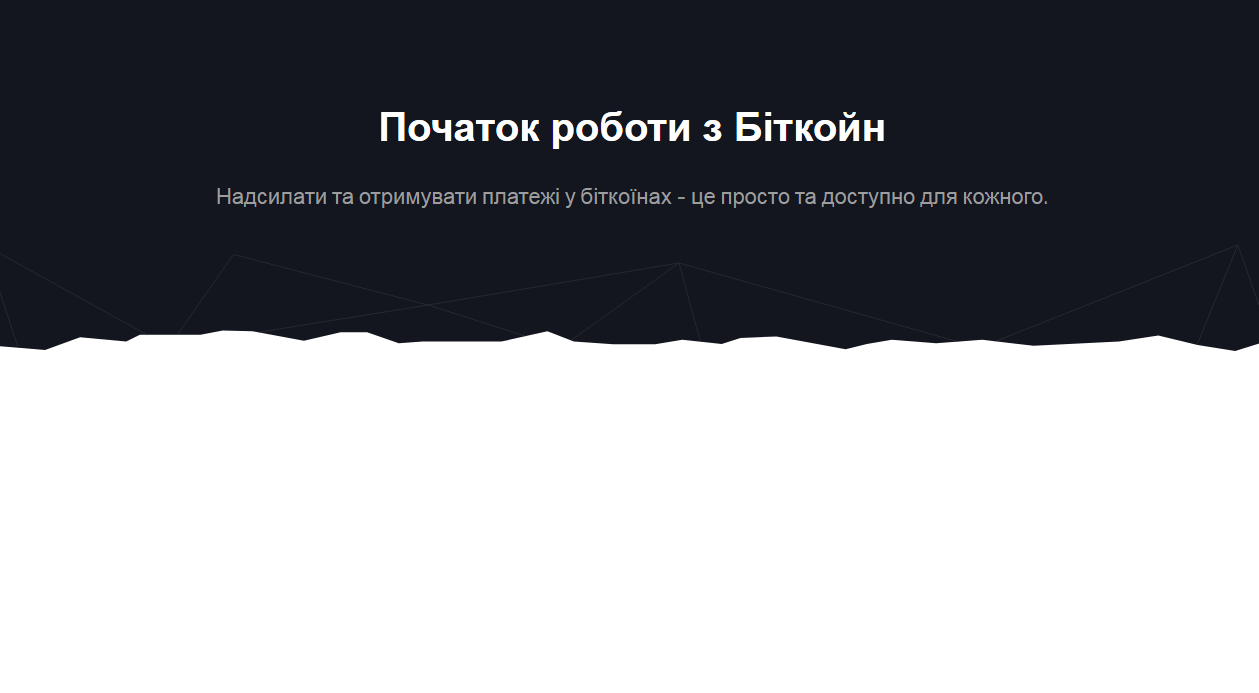 Початок роботи з Біткойн
Надсилати та отримувати платежі у біткоїнах - це просто та доступно для кожного.